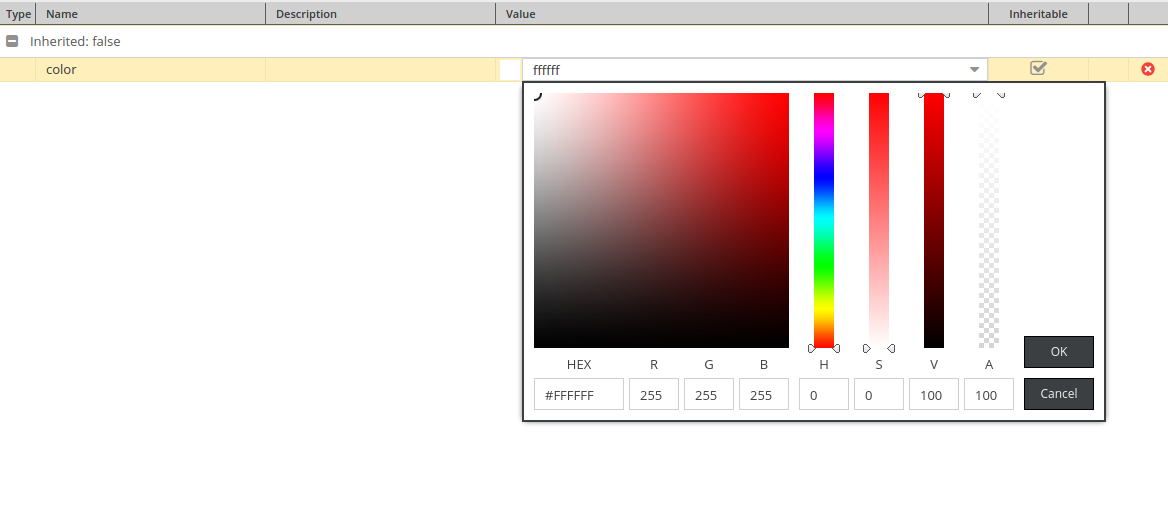 Type Name Description Value Inheritable
Inherited: false
color ffffff
HEX R G B H S V A
#FFFFFF 255 255 255 0 0 100 100
OK
Cancel